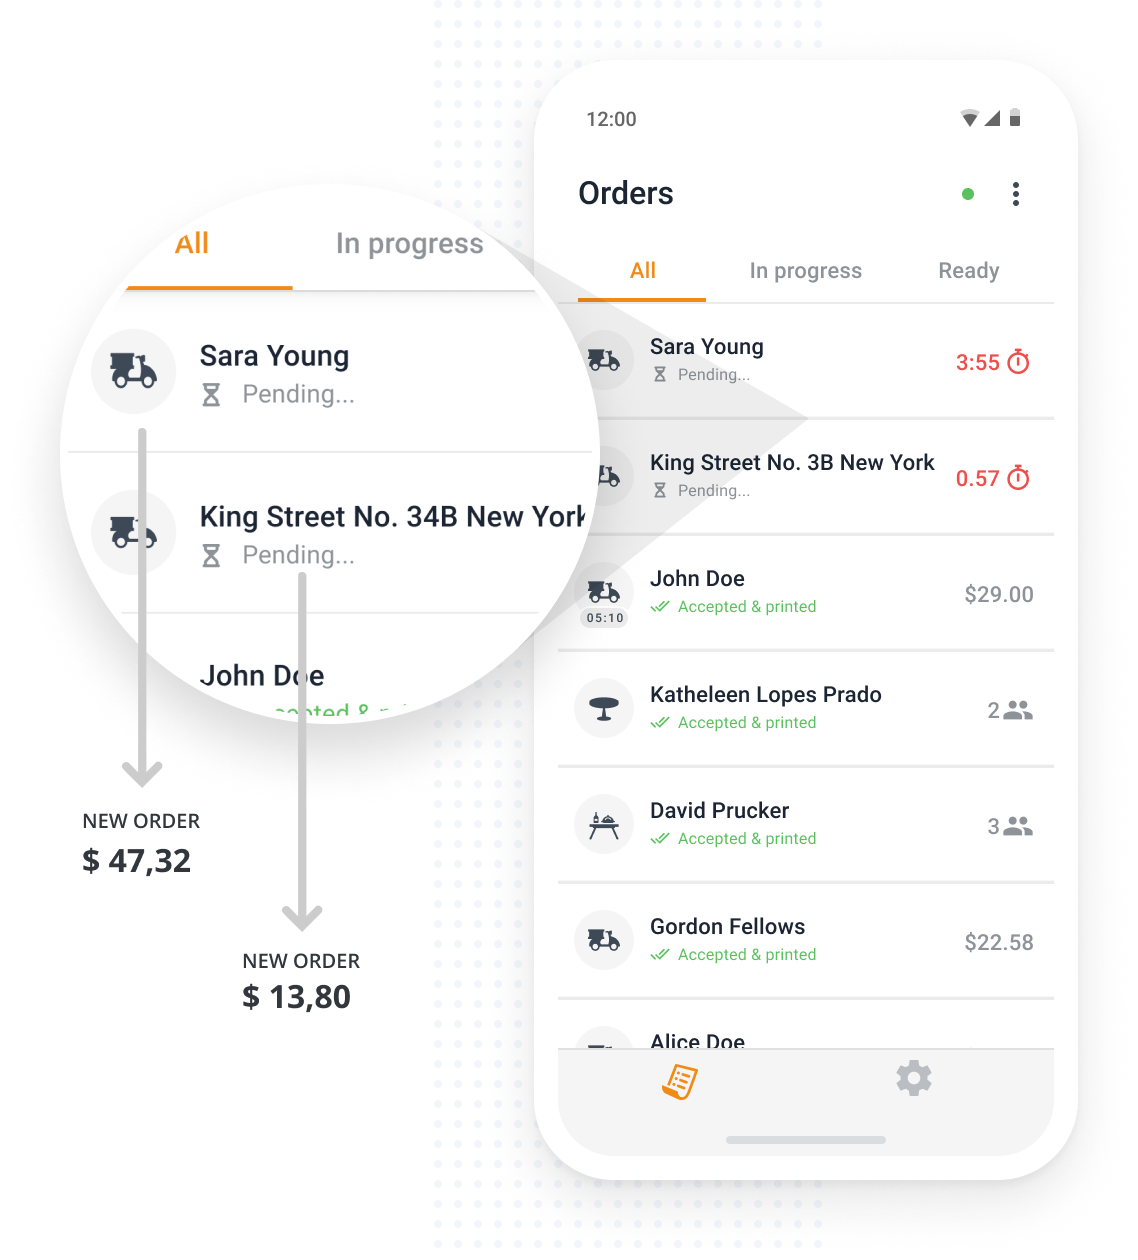 All
In progress
Sara Young
Pending...
King Street No. 34B New York
Pending...
John Doe
NEW ORDER
$ 47,32
NEW ORDER
$ 13,80
12:00
Orders
All
In progress
Ready
Sara Young
Pending...
3:55
King Street No. 3B New York
Pending...
0.57
John Doe
Accepted & printed
05:10
$29.00
Katheleen Lopes Prado
Accepted & printed
2
David Prucker
Accepted & printed
3
Gordon Fellows
Accepted & printed
$22.58
Alice Doe